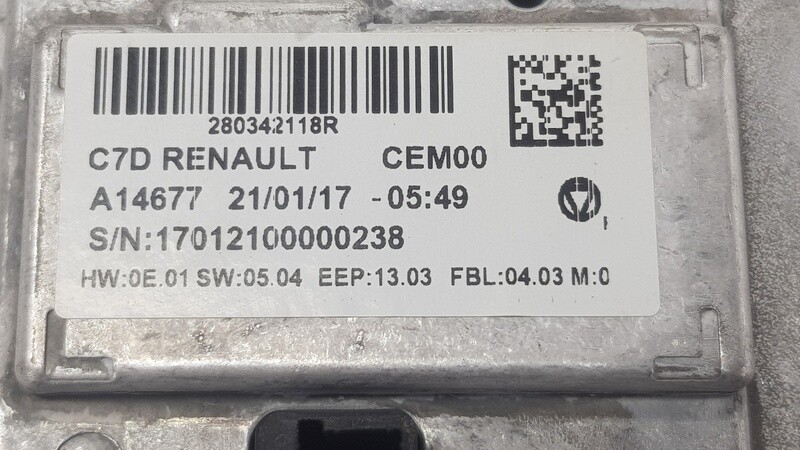 280342118R
C7D RENAULT CEM00
A14677 21/01/17 - 05:49
S/N:17012100000238
HW:0E.01 SW:05.04 EEP:13.03 FBL:04.03 M:0